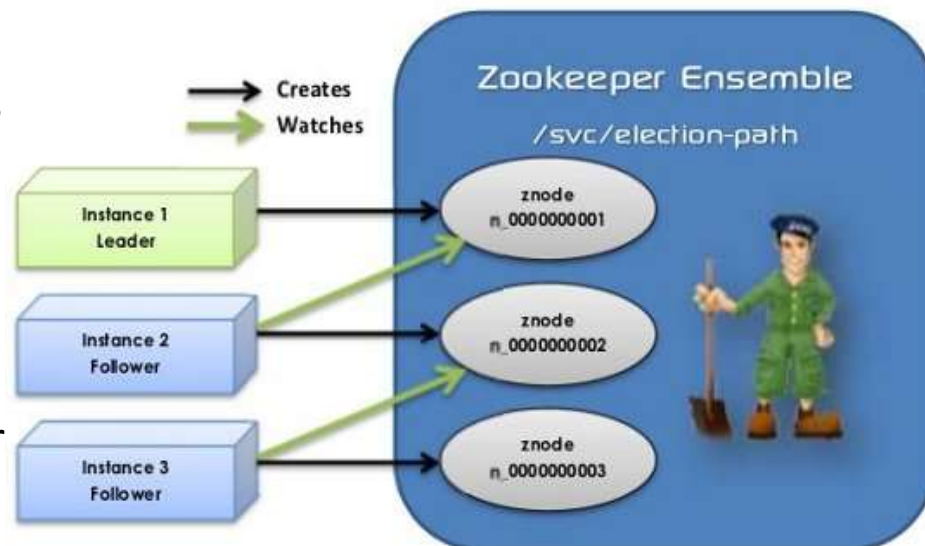 Zookeeper Ensemble
/svc/election-path
Creates
Watches
Instance 1
Leader
znode
n_0000000001
Instance 2
Follower
znode
n_0000000002
Instance 3
Follower
znode
n_0000000003